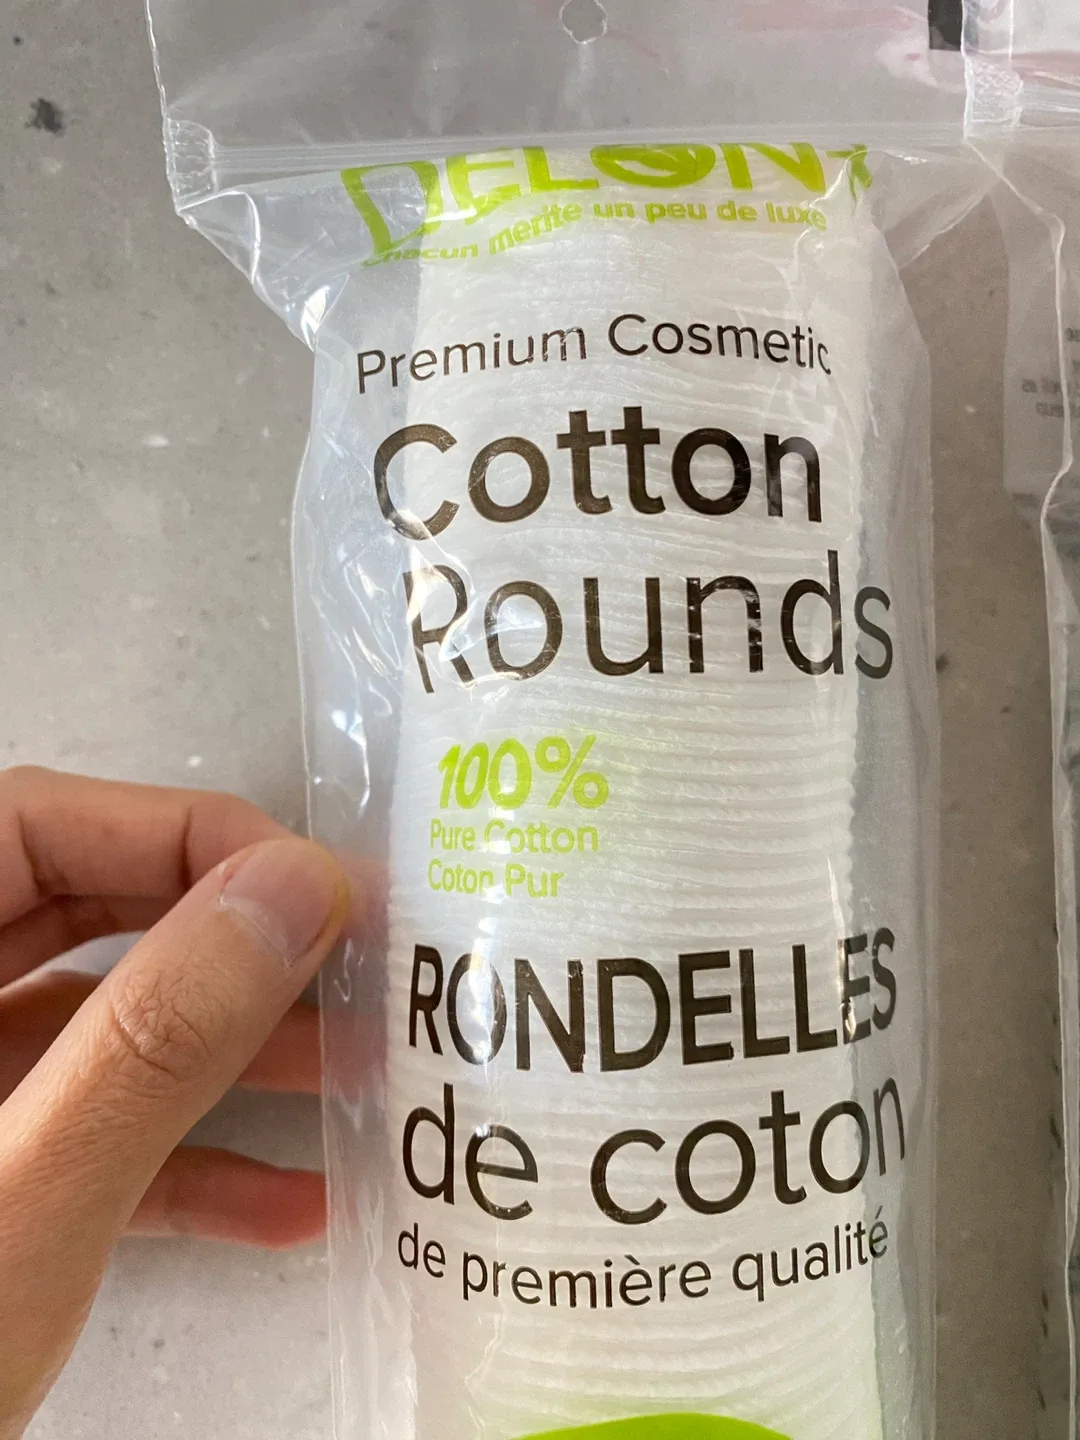 DELON+
Chacun mérite un peu de luxe
Premium Cosmetic
Cotton
Rounds
100%
Pure Cotton
Coton Pur
RONDELLES
de coton
de première qualité